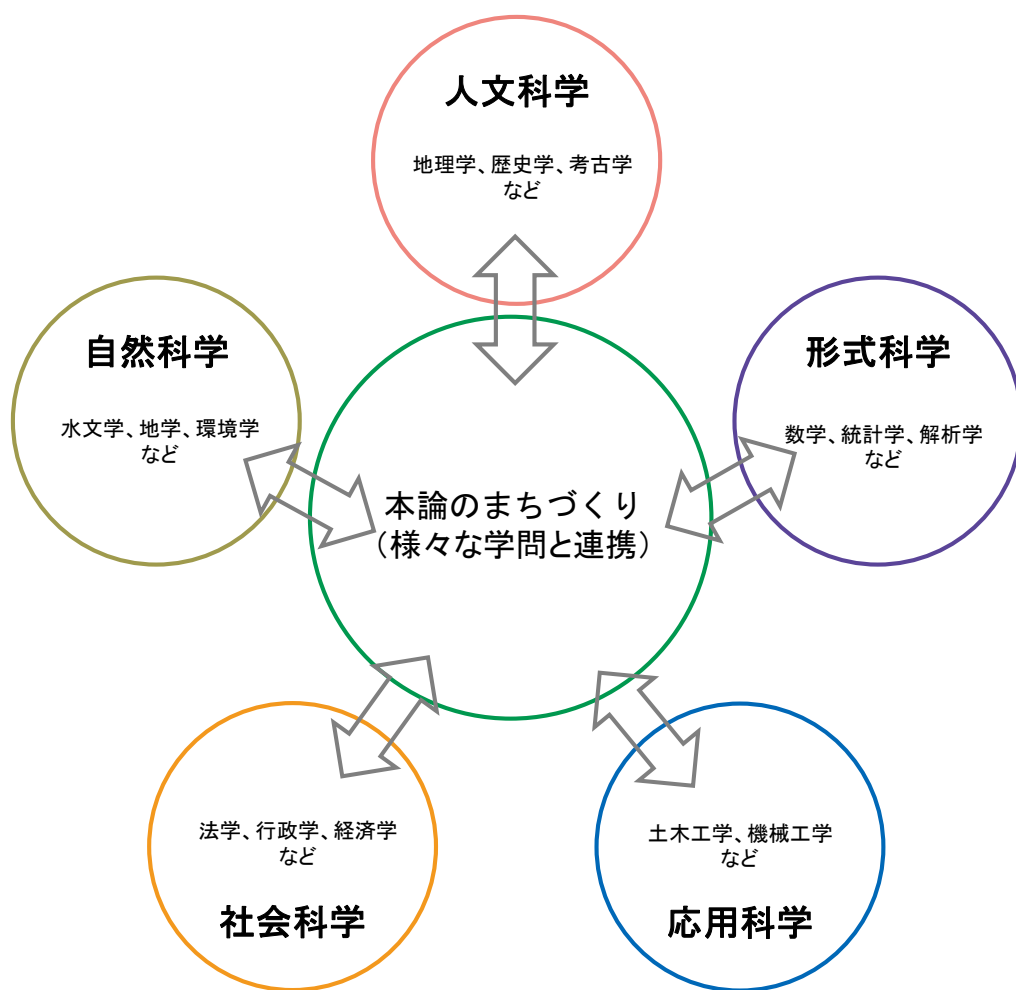 人文科学
地理学、歴史学、考古学
など
自然科学
水文学、地学、環境学
など
形式科学
数学、統計学、解析学
など
本論のまちづくり
（様々な学問と連携）
法学、行政学、経済学
など
社会科学
土木工学、機械工学
など
応用科学